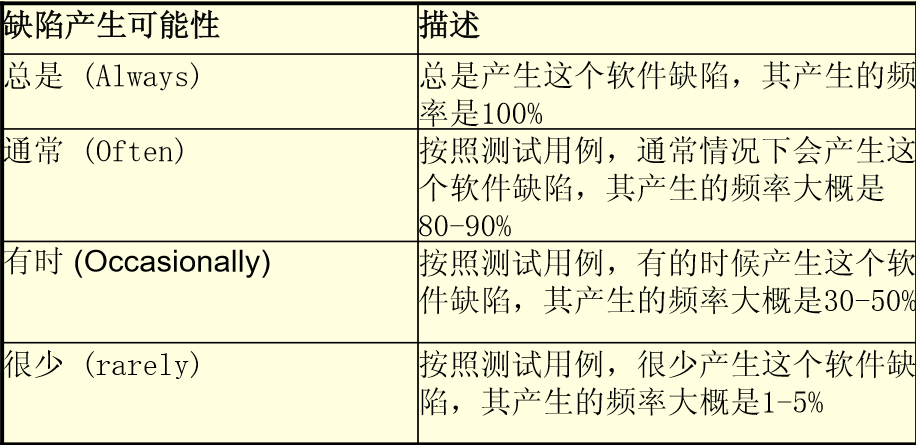 缺陷产生可能性
描述
总是 (Always)
总是产生这个软件缺陷，其产生的频
率是100%
通常 (Often)
按照测试用例，通常情况下会产生这
个软件缺陷，其产生的频率大概是
80-90%
有时 (Occasionally)
按照测试用例，有的时候产生这个软
件缺陷，其产生的频率大概是30-50%
很少 (rarely)
按照测试用例，很少产生这个软件缺
陷，其产生的频率大概是1-5%